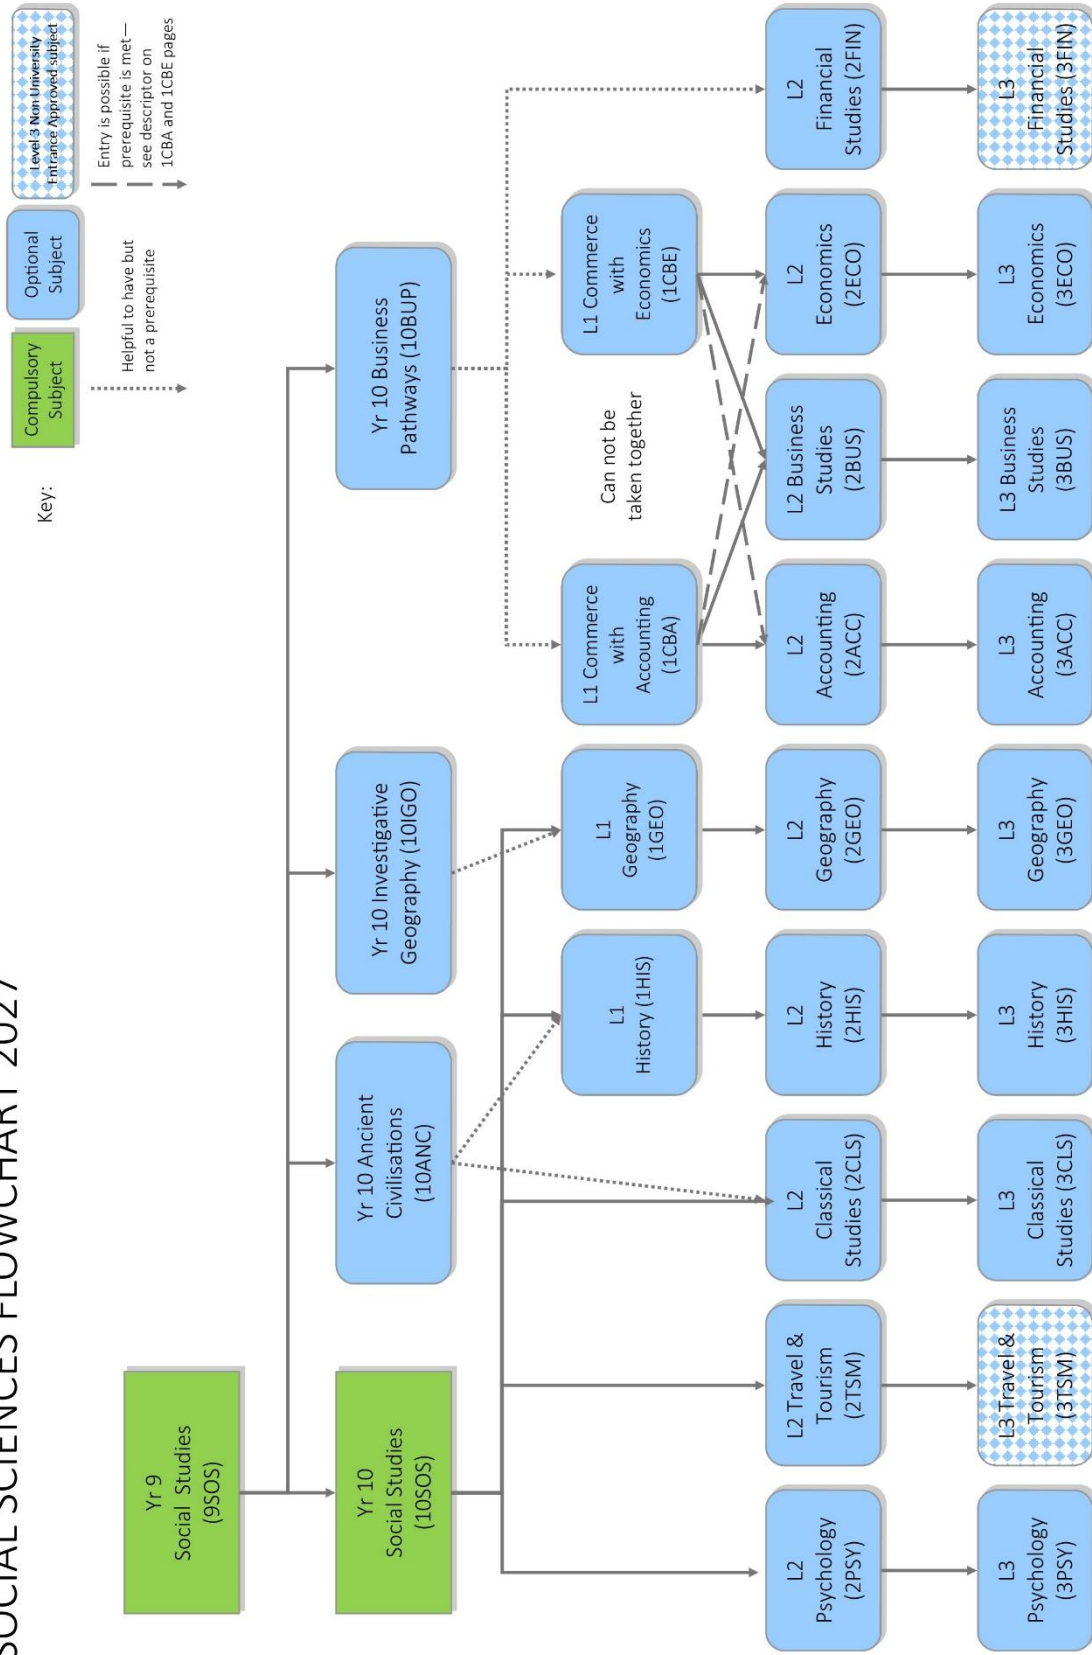 SOCIAL SCIENCES FLOWCHART 2027
Key:
Compulsory
Subject
Optional
Subject
Level 3 Non University
Entrance Approved subject
Helpful to have but
not a prerequisite
Entry is possible if
prerequisite is met—
see descriptor on
1CBA and 1CBE pages
Yr 9
Social Studies
(9SOS)
Yr 10
Social Studies
(10SOS)
Yr 10 Ancient
Civilisations
(10ANC)
Yr 10 Investigative
Geography (10IGO)
Yr 10 Business
Pathways (10BUP)
L1
History (1HIS)
L1
Geography
(1GEO)
L1 Commerce
with
Accounting
(1CBA)
Can not be
taken together
L1 Commerce
with
Economics
(1CBE)
L2
Psychology
(2PSY)
L2 Travel &
Tourism
(2TSM)
L2
Classical
Studies (2CLS)
L2
History
(2HIS)
L2
Geography
(2GEO)
L2
Accounting
(2ACC)
L2 Business
Studies
(2BUS)
L2
Economics
(2ECO)
L2
Financial
Studies (2FIN)
L3
Psychology
(3PSY)
L3 Travel &
Tourism
(3TSM)
L3
Classical
Studies (3CLS)
L3
History
(3HIS)
L3
Geography
(3GEO)
L3
Accounting
(3ACC)
L3 Business
Studies
(3BUS)
L3
Economics
(3ECO)
L3
Financial
Studies (3FIN)